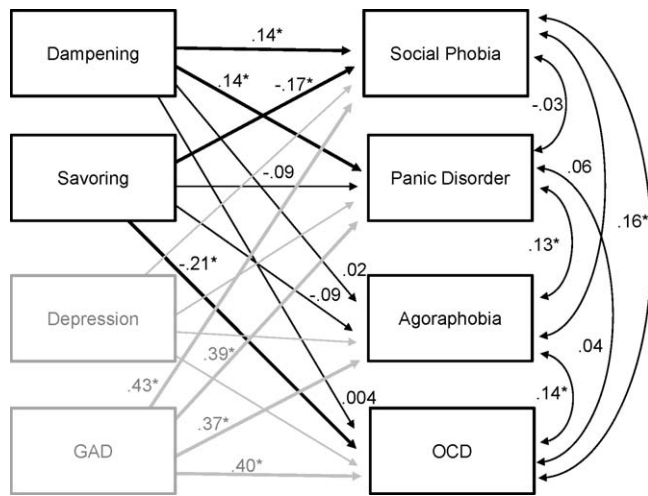 Dampening
.14*
Social Phobia
.14*
-.17*
-.03
Savoring
-.09
Panic Disorder
.06
.16*
.13*
-.21*
.02
-.09
Depression
Agoraphobia
.39*
.04
.43*
.004
.14*
.37*
GAD
.40*
OCD